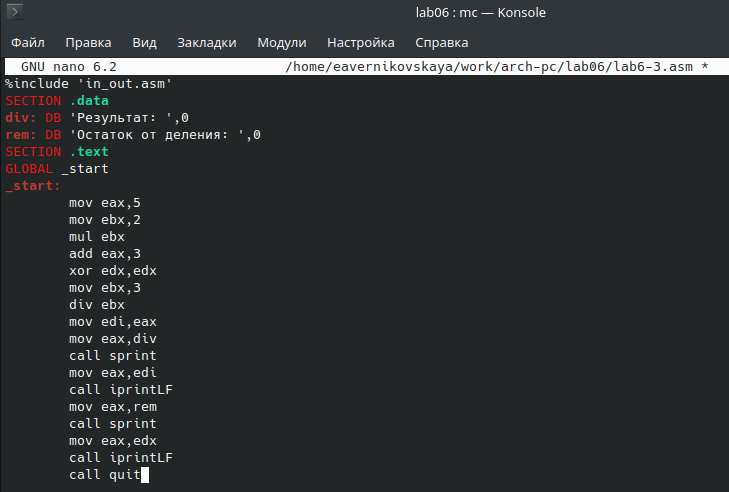 lab06 : mc — Konsole
Файл Правка Вид Закладки Модули Настройка Справка
GNU nano 6.2 /home/eavernikovskaya/work/arch-pc/lab06/lab6-3.asm *
%include 'in_out.asm'
SECTION .data
div: DB 'Результат: ',0
rem: DB 'Остаток от деления: ',0
SECTION .text
GLOBAL _start
_start:
mov eax,5
mov ebx,2
mul ebx
add eax,3
xor edx,edx
mov ebx,3
div ebx
mov edi,eax
mov eax,div
call sprint
mov eax,edi
call iprintLF
mov eax,rem
call sprint
mov eax,edx
call iprintLF
call quit